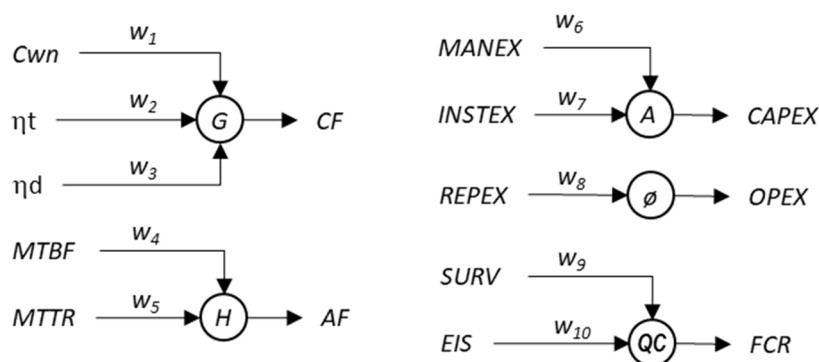 Cwn w1
ηt w2 G CF
ηd w3
MTBF w4
MTTR w5 H AF
MANEX w6
INSTEX w7 A CAPEX
REPEX w8 ø OPEX
SURV w9
EIS w10 QC FCR